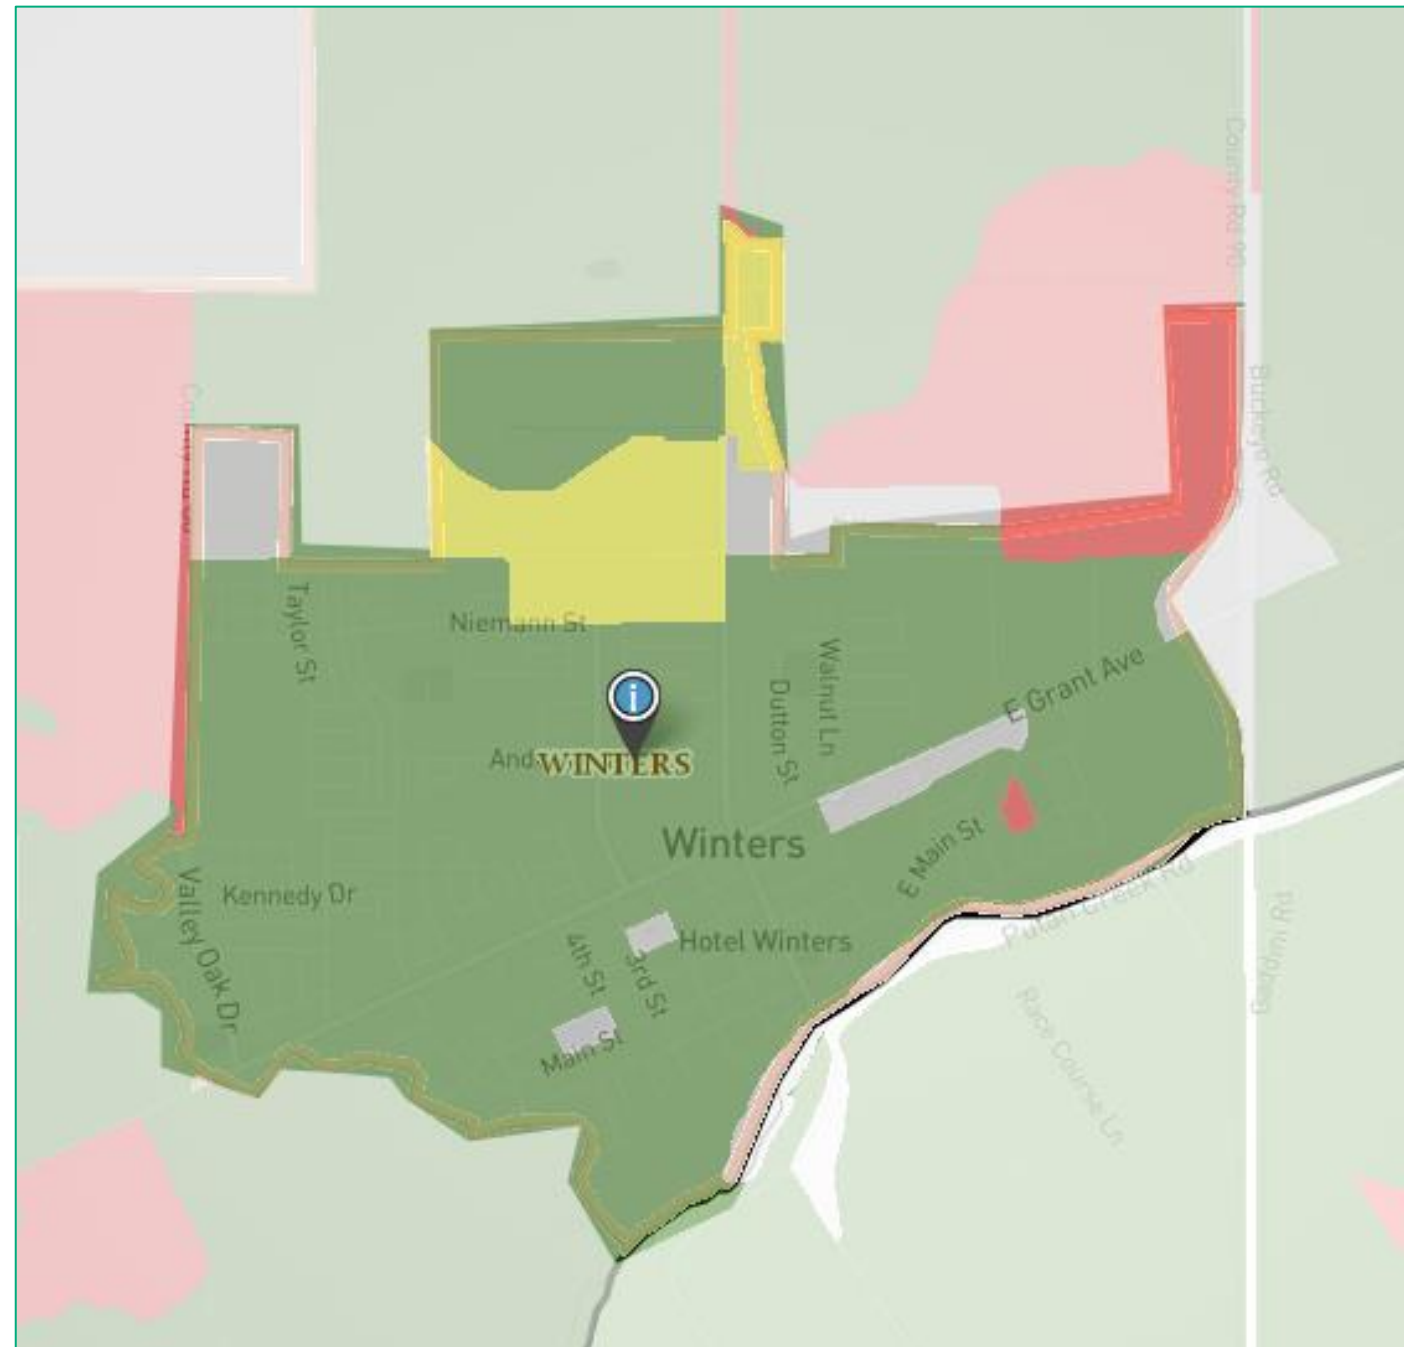 County Rd 90
Buckeye Rd
Taylor St
Niemann St
Walnut Ln
Dutton St
E Grant Ave
WINTERS
Winters
E Main St
Valley Oak Dr
Kennedy Dr
Putah Creek Rd
Hotel Winters
4th St
3rd St
Main St
Baddini Rd
Race Course Ln